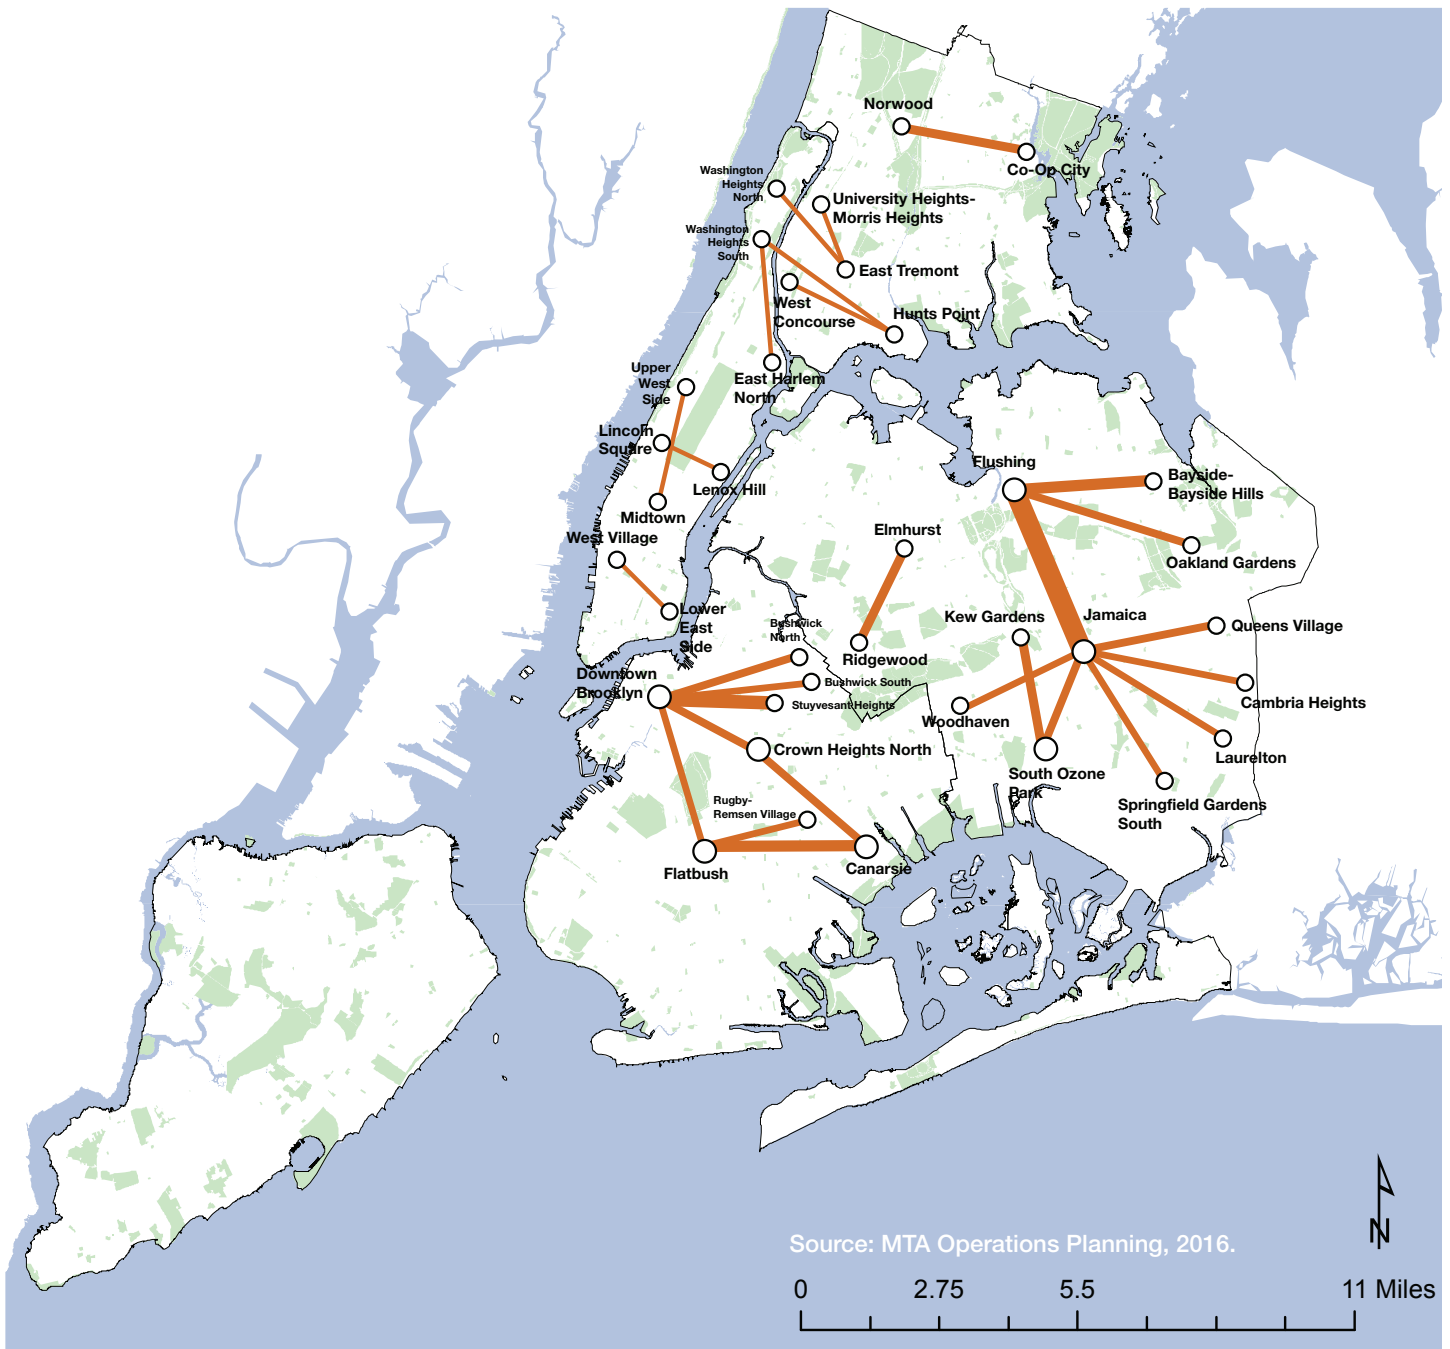 Norwood
Co-Op City
Washington
Heights
North
University Heights-
Morris Heights
Washington
Heights
South
East Tremont
West
Concourse
Hunts Point
Upper
West
Side
East Harlem
North
Lincoln
Square
Lenox Hill
Flushing
Bayside-
Bayside Hills
Midtown
West Village
Elmhurst
Oakland Gardens
Lower
East
Side
Bushwick
North
Kew Gardens
Jamaica
Queens Village
Ridgewood
Downtown
Brooklyn
Bushwick South
Stuyvesant Heights
Woodhaven
Cambria Heights
Crown Heights North
Laurelton
South Ozone
Park
Springfield Gardens
South
Rugby-
Remsen Village
Flatbush
Canarsie
N
Source: MTA Operations Planning, 2016.
0 2.75 5.5 11 Miles